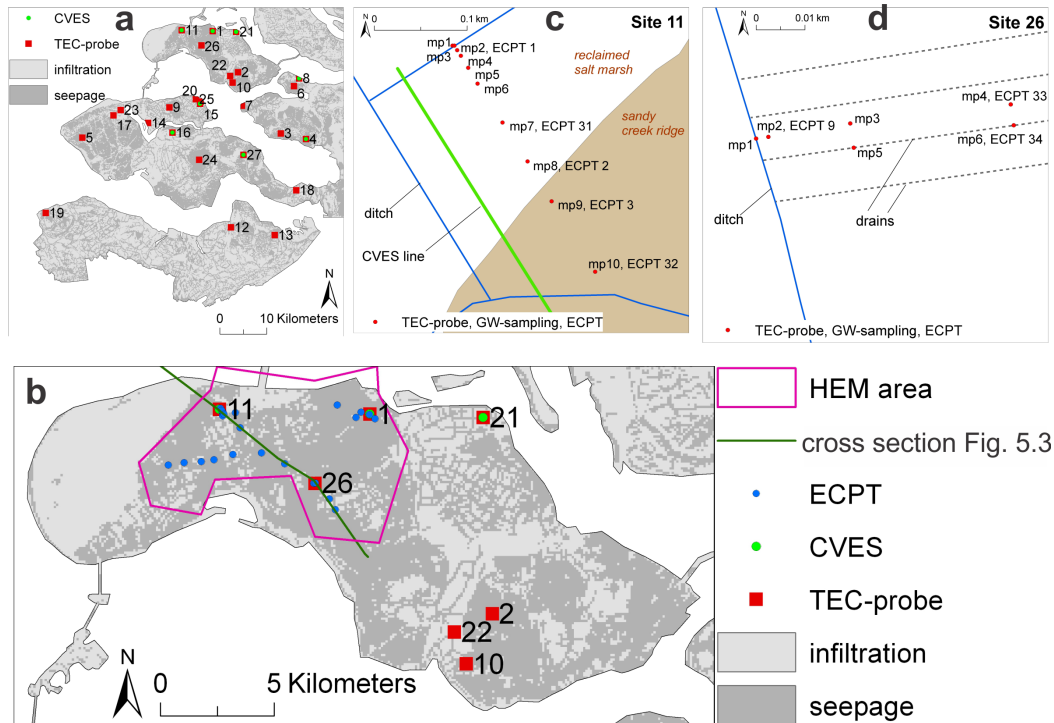 a
CVES
TEC-probe
infiltration
seepage
11
1
21
26
22
2
10
8
6
20
25
9
15
7
23
17
14
5
16
3
4
24
27
18
19
12
13
N
0
10 Kilometers
c
Site 11
0
0.1 km
mp1
mp2, ECPT 1
mp3
mp4
mp5
mp6
reclaimed
salt marsh
N
mp7, ECPT 31
sandy
creek ridge
mp8, ECPT 2
mp9, ECPT 3
ditch
CVES line
mp10, ECPT 32
TEC-probe, GW-sampling, ECPT
d
Site 26
0
0.01 km
N
mp4, ECPT 33
mp2, ECPT 9
mp3
mp1
mp6, ECPT 34
mp5
ditch
drains
TEC-probe, GW-sampling, ECPT
b
11
1
21
26
2
22
10
N
0
5 Kilometers
HEM area
cross section Fig. 5.3
ECPT
CVES
TEC-probe
infiltration
seepage